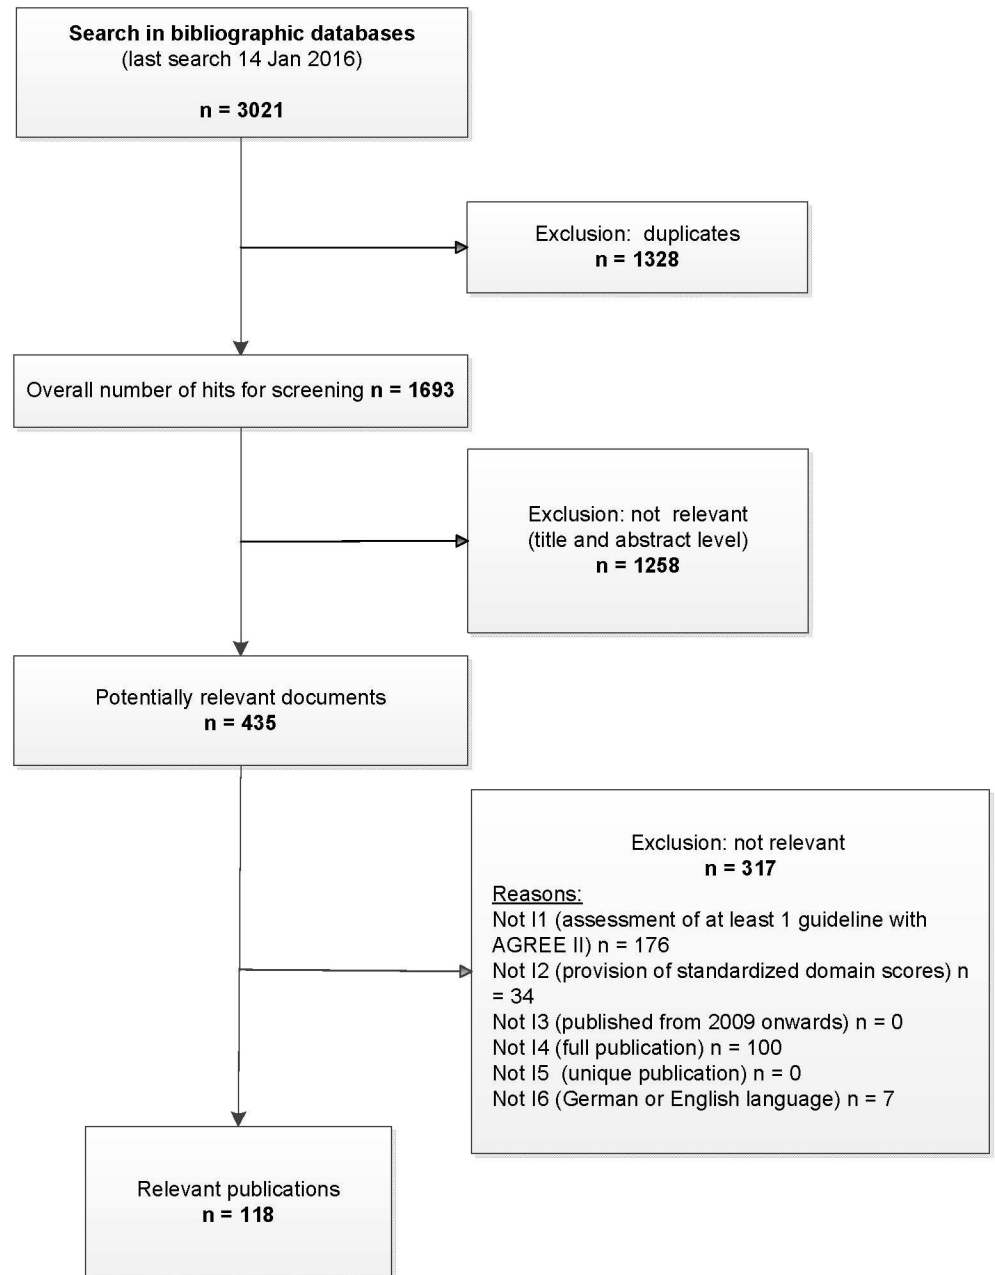 Search in bibliographic databases
(last search 14 Jan 2016)
n = 3021
Exclusion: duplicates
n = 1328
Overall number of hits for screening n = 1693
Exclusion: not relevant
(title and abstract level)
n = 1258
Potentially relevant documents
n = 435
Exclusion: not relevant
n = 317
Reasons:
Not I1 (assessment of at least 1 guideline with
AGREE II) n = 176
Not I2 (provision of standardized domain scores) n
= 34
Not I3 (published from 2009 onwards) n = 0
Not I4 (full publication) n = 100
Not I5 (unique publication) n = 0
Not I6 (German or English language) n = 7
Relevant publications
n = 118